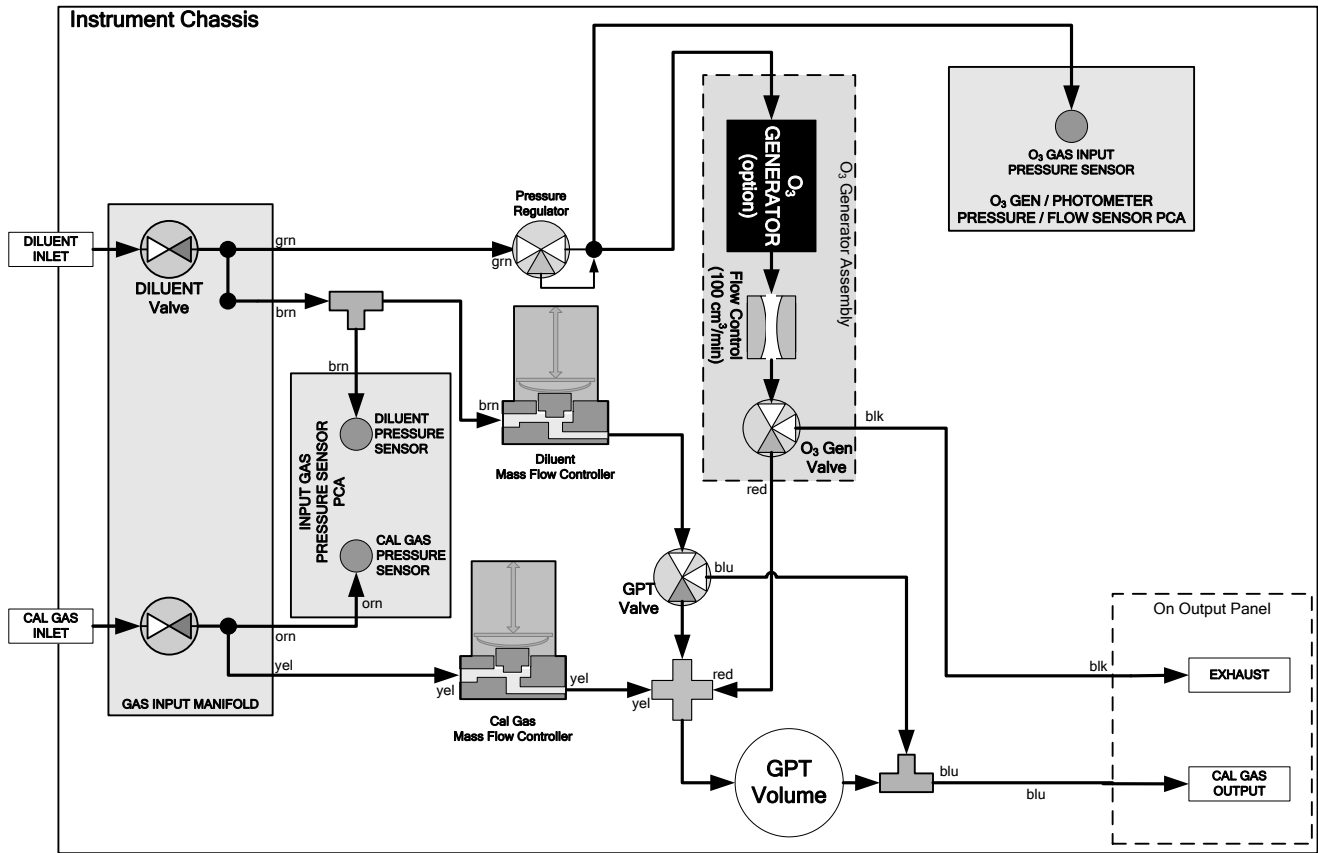 Instrument Chassis
DILUENT
INLET
DILUENT
Valve
grn
grn
brn
Pressure
Regulator
O₃
GENERATOR
(option)
Flow Control
(100 cm³/min)
O₃ Generator Assembly
O₃ Gen
Valve
O₃ GAS INPUT
PRESSURE SENSOR
O₃ GEN / PHOTOMETER
PRESSURE / FLOW SENSOR PCA
brn
DILUENT
PRESSURE
SENSOR
INPUT GAS
PRESSURE SENSOR
PCA
CAL GAS
PRESSURE
SENSOR
brn
Diluent
Mass Flow Controller
blk
red
GPT
Valve
blu
CAL GAS
INLET
orn
orn
yel
GAS INPUT MANIFOLD
yel
yel
Cal Gas
Mass Flow Controller
yel
red
GPT
Volume
blu
blu
blk
On Output Panel
EXHAUST
CAL GAS
OUTPUT